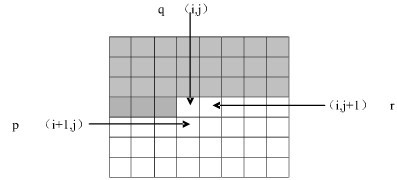 q （i,j）
（i,j+1） r
p （i+1,j）